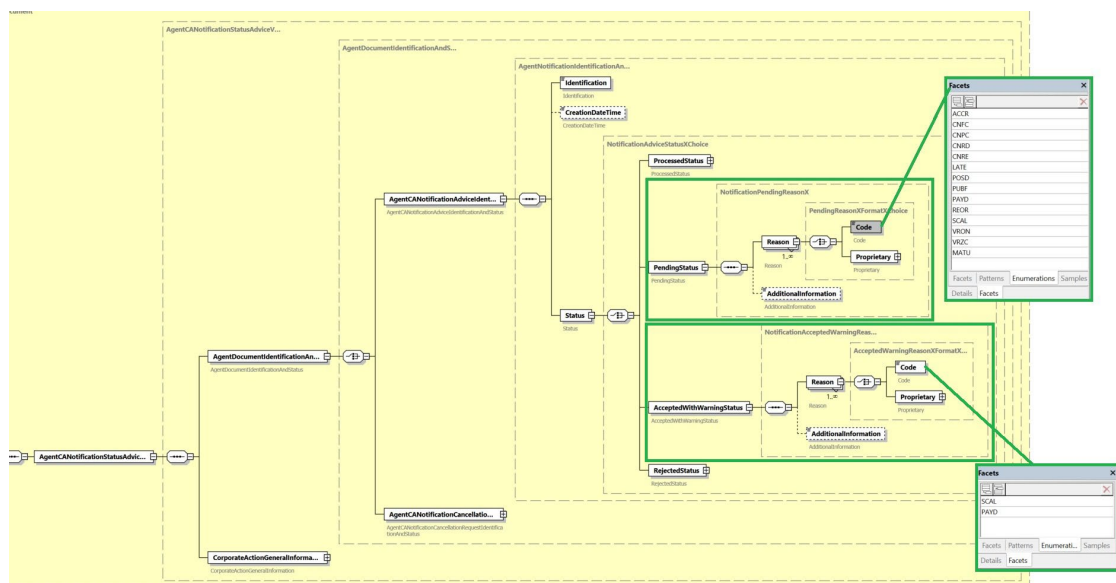 AgentCANotificationStatusAdviceV...
AgentDocumentIdentificationAndS...
AgentNotificationIdentificationAn...
Identification
Identification
CreationDateTime
CreationDateTime
NotificationAdviceStatusXChoice
ProcessedStatus
ProcessedStatus
NotificationPendingReasonX
PendingReasonXFormatXChoice
Code
Code
Reason
1..∞
Reason
Proprietary
Proprietary
PendingStatus
PendingStatus
AdditionalInformation
AdditionalInformation
AgentCANotificationAdviceIdent...
AgentCANotificationAdviceIdentificationAndStatus
Status
Status
NotificationAcceptedWarningReas...
AcceptedWarningReasonXFormatX...
Code
Code
Reason
1..∞
Reason
Proprietary
Proprietary
AcceptedWithWarningStatus
AcceptedWithWarningStatus
AdditionalInformation
AdditionalInformation
RejectedStatus
RejectedStatus
AgentDocumentIdentificationAn...
AgentDocumentIdentificationAndStatus
AgentCANotificationStatusAdvic...
AgentCANotificationCancellatio...
AgentCANotificationCancellationRequestIdentifica
tionAndStatus
CorporateActionGeneralInforma...
CorporateActionGeneralInformation
Facets
ACCR
CNFC
CNPC
CNRD
CNRE
LATE
POSD
PUBF
PAYD
REOR
SCAL
VRON
VRZC
MATU
Facets Patterns Enumerations Samples
Details Facets
Facets
SCAL
PAYD
Facets Patterns Enumerati... Samples
Details Facets